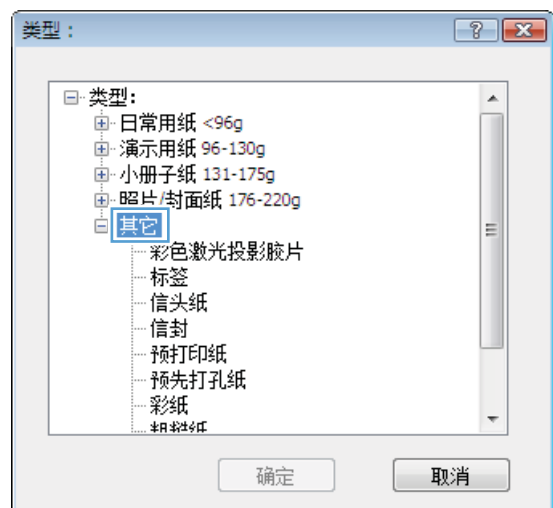 类型：
类型:
日常用纸 <96g
演示用纸 96-130g
小册子纸 131-175g
照片/封面纸 176-220g
其它
彩色激光投影胶片
标签
信头纸
信封
预打印纸
预先打孔纸
彩纸
粗糙纸
确定
取消